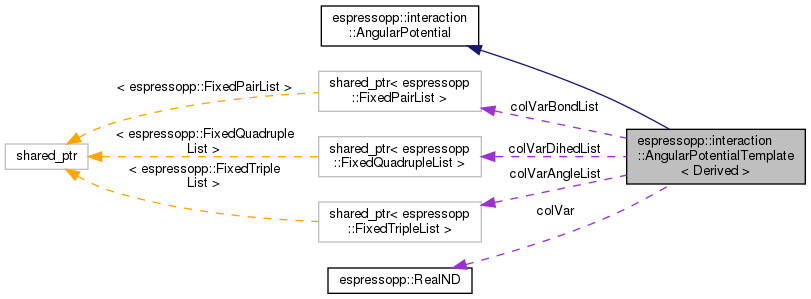 espressopp::interaction
::AngularPotential
< espressopp::FixedPairList >
shared_ptr< espressopp
::FixedPairList >
colVarBondList
< espressopp::FixedQuadruple
List >
shared_ptr
shared_ptr< espressopp
::FixedQuadrupleList >
colVarDihedList
espressopp::interaction
::AngularPotentialTemplate
< Derived >
< espressopp::FixedTriple
List >
colVarAngleList
shared_ptr< espressopp
::FixedTripleList >
colVar
espressopp::RealND